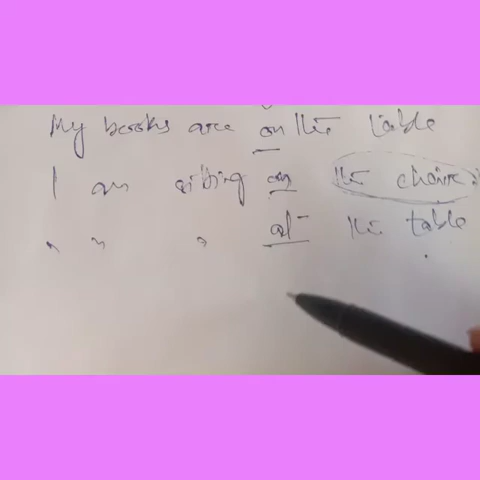 My books are on the table
I am sitting on the chair.
" " " at the table